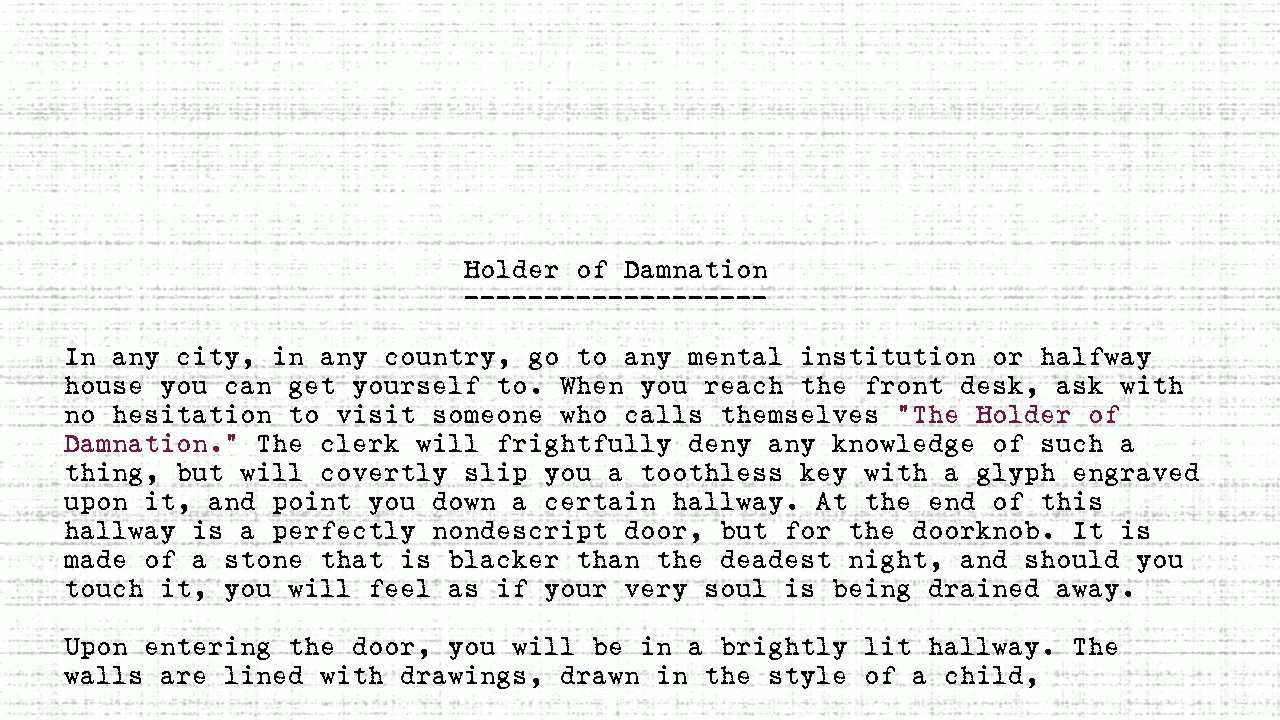 Holder of Damnation
-------------------
In any city, in any country, go to any mental institution or halfway
house you can get yourself to. When you reach the front desk, ask with
no hesitation to visit someone who calls themselves "The Holder of
Damnation." The clerk will frightfully deny any knowledge of such a
thing, but will covertly slip you a toothless key with a glyph engraved
upon it, and point you down a certain hallway. At the end of this
hallway is a perfectly nondescript door, but for the doorknob. It is
made of a stone that is blacker than the deadest night, and should you
touch it, you will feel as if your very soul is being drained away.
Upon entering the door, you will be in a brightly lit hallway. The
walls are lined with drawings, drawn in the style of a child,